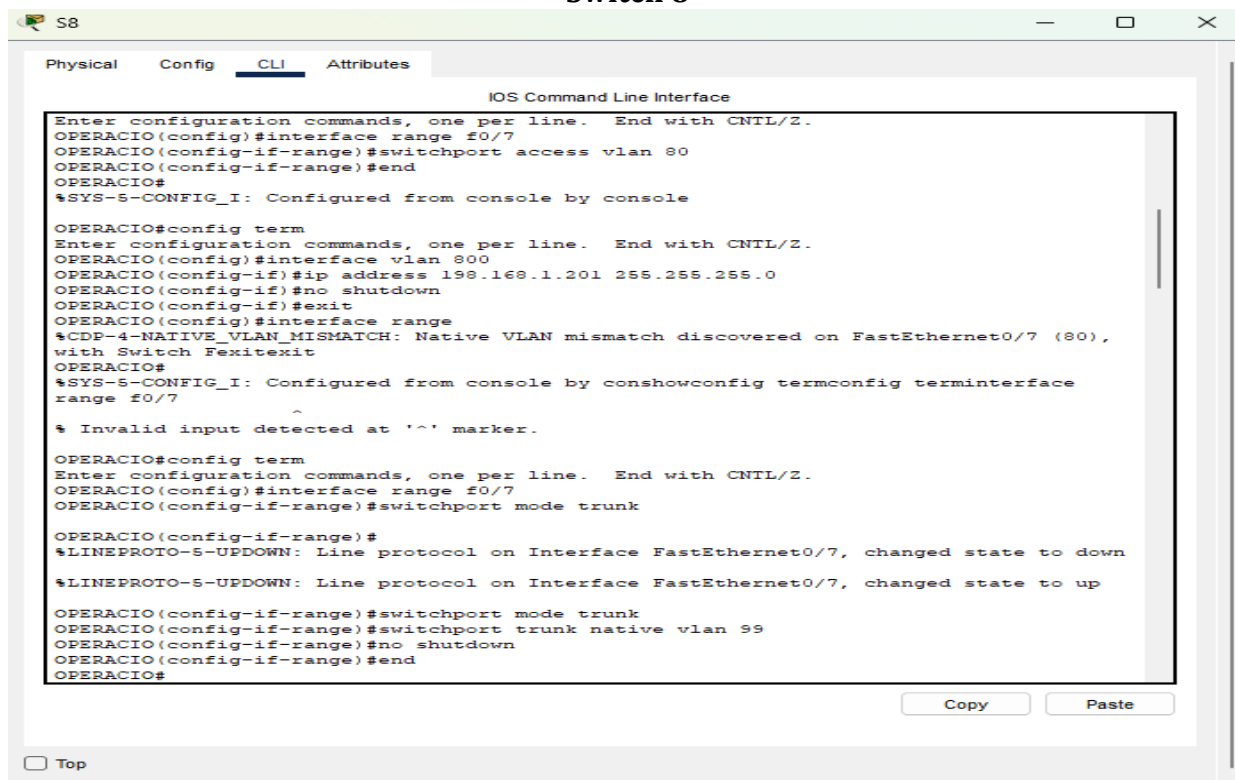 S8
Physical Config CLI Attributes
IOS Command Line Interface
Enter configuration commands, one per line.  End with CNTL/Z.
OPERACIO(config)#interface range f0/7
OPERACIO(config-if-range)#switchport access vlan 80
OPERACIO(config-if-range)#end
OPERACIO#
%SYS-5-CONFIG_I: Configured from console by console
OPERACIO#config term
Enter configuration commands, one per line.  End with CNTL/Z.
OPERACIO(config)#interface vlan 800
OPERACIO(config-if)#ip address 198.168.1.201 255.255.255.0
OPERACIO(config-if)#no shutdown
OPERACIO(config-if)#exit
OPERACIO(config)#interface range
%CDP-4-NATIVE_VLAN_MISMATCH: Native VLAN mismatch discovered on FastEthernet0/7 (80),
with Switch Fexitexit
OPERACIO#
%SYS-5-CONFIG_I: Configured from console by conshowconfig termconfig terminterface
range f0/7
^
% Invalid input detected at '^' marker.
OPERACIO#config term
Enter configuration commands, one per line.  End with CNTL/Z.
OPERACIO(config)#interface range f0/7
OPERACIO(config-if-range)#switchport mode trunk
OPERACIO(config-if-range)#
%LINEPROTO-5-UPDOWN: Line protocol on Interface FastEthernet0/7, changed state to down
%LINEPROTO-5-UPDOWN: Line protocol on Interface FastEthernet0/7, changed state to up
OPERACIO(config-if-range)#switchport mode trunk
OPERACIO(config-if-range)#switchport trunk native vlan 99
OPERACIO(config-if-range)#no shutdown
OPERACIO(config-if-range)#end
OPERACIO#
Copy Paste
Top